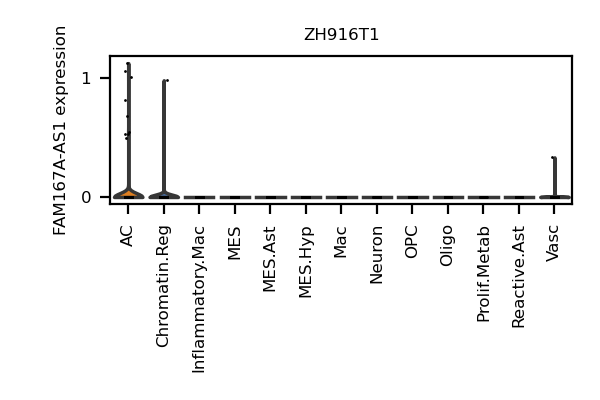 ZH916T1
FAM167A-AS1 expression
1
0
AC
Chromatin.Reg
Inflammatory.Mac
MES
MES.Ast
MES.Hyp
Mac
Neuron
OPC
Oligo
Prolif.Metab
Reactive.Ast
Vasc